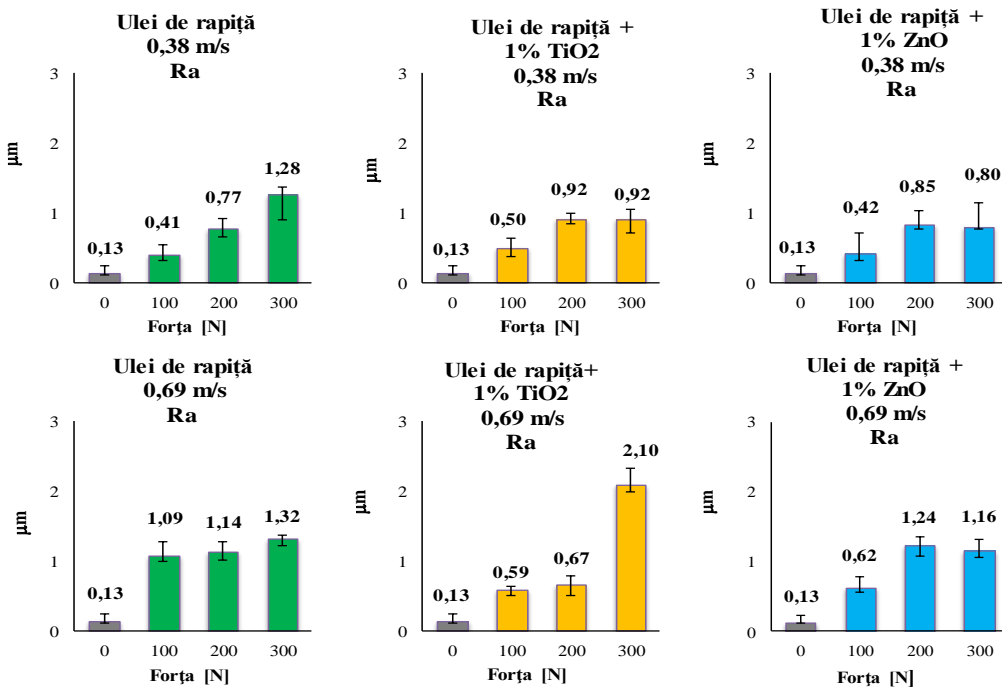 Ulei de rapiță
0,38 m/s
Ra
μm
3
2
1
0
0,13
0,41
0,77
1,28
0
100
200
300
Forţa [N]
Ulei de rapiță +
1% TiO2
0,38 m/s
Ra
μm
3
2
1
0
0,13
0,50
0,92
0,92
0
100
200
300
Forţa [N]
Ulei de rapiță +
1% ZnO
0,38 m/s
Ra
μm
3
2
1
0
0,13
0,42
0,85
0,80
0
100
200
300
Forţa [N]
Ulei de rapiță
0,69 m/s
Ra
μm
3
2
1
0
0,13
1,09
1,14
1,32
0
100
200
300
Forţa [N]
Ulei de rapiță+
1% TiO2
0,69 m/s
Ra
μm
3
2
1
0
0,13
0,59
0,67
2,10
0
100
200
300
Forţa [N]
Ulei de rapiță +
1% ZnO
0,69 m/s
Ra
μm
3
2
1
0
0,13
0,62
1,24
1,16
0
100
200
300
Forţa [N]